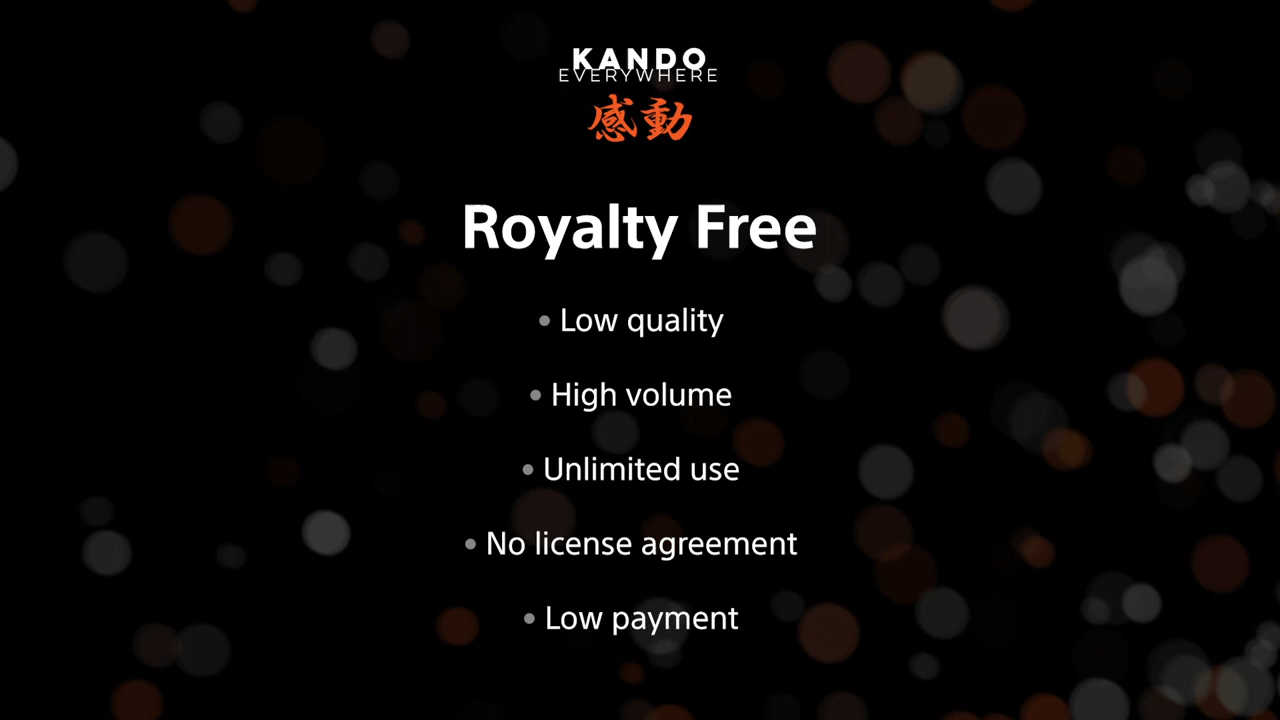 KANDO
EVERYWHERE
感動
Royalty Free
• Low quality
• High volume
• Unlimited use
• No license agreement
• Low payment